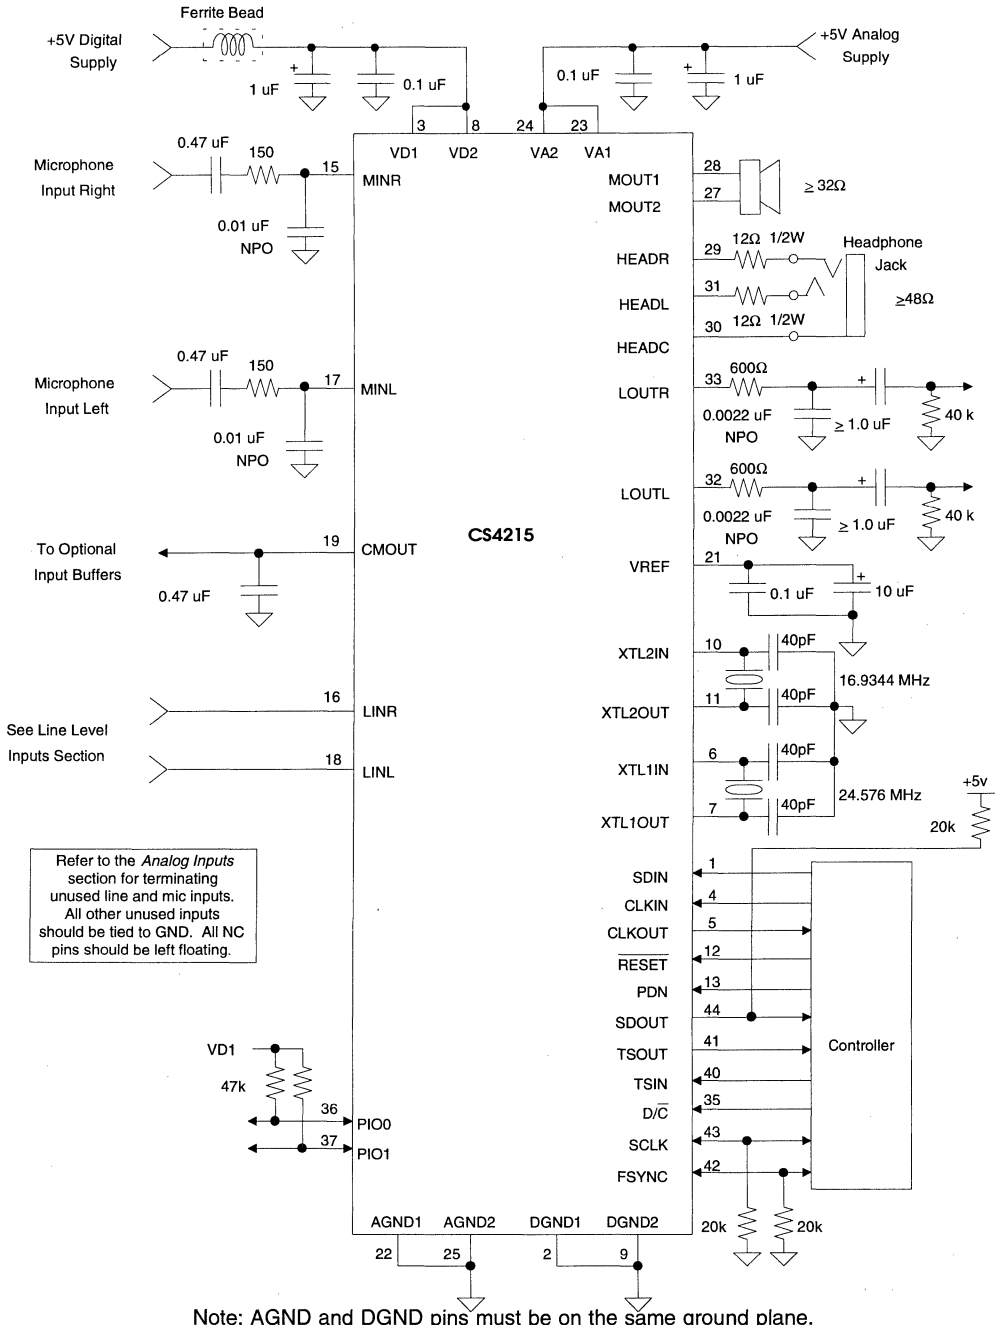 Ferrite Bead
+5V Digital
Supply
+
1 uF
0.1 uF
0.1 uF
+
1 uF
+5V Analog
Supply
3
8
24
23
VD1
VD2
VA2
VA1
Microphone
Input Right
0.47 uF
150
15
MINR
0.01 uF
NPO
Microphone
Input Left
0.47 uF
150
17
MINL
0.01 uF
NPO
To Optional
Input Buffers
19
CMOUT
0.47 uF
See Line Level
Inputs Section
16
LINR
18
LINL
Refer to the Analog Inputs
section for terminating
unused line and mic inputs.
All other unused inputs
should be tied to GND. All NC
pins should be left floating.
VD1
47k
36
PIO0
37
PIO1
CS4215
MOUT1
28
MOUT2
27
≥ 32Ω
HEADR
29
12Ω 1/2W
Headphone
Jack
HEADL
31
≥48Ω
HEADC
30
12Ω 1/2W
LOUTR
33
600Ω
0.0022 uF
NPO
+
≥ 1.0 uF
40 k
LOUTL
32
600Ω
0.0022 uF
NPO
+
≥ 1.0 uF
40 k
VREF
21
0.1 uF
+
10 uF
XTL2IN
10
40pF
16.9344 MHz
XTL2OUT
11
40pF
XTL1IN
6
40pF
24.576 MHz
XTL1OUT
7
40pF
+5v
20k
SDIN
1
CLKIN
4
CLKOUT
5
R̅E̅S̅E̅T̅
12
PDN
13
SDOUT
44
TSOUT
41
TSIN
40
D/C̅
35
SCLK
43
FSYNC
42
Controller
20k
20k
AGND1
AGND2
DGND1
DGND2
22
25
2
9
Note: AGND and DGND pins must be on the same ground plane.